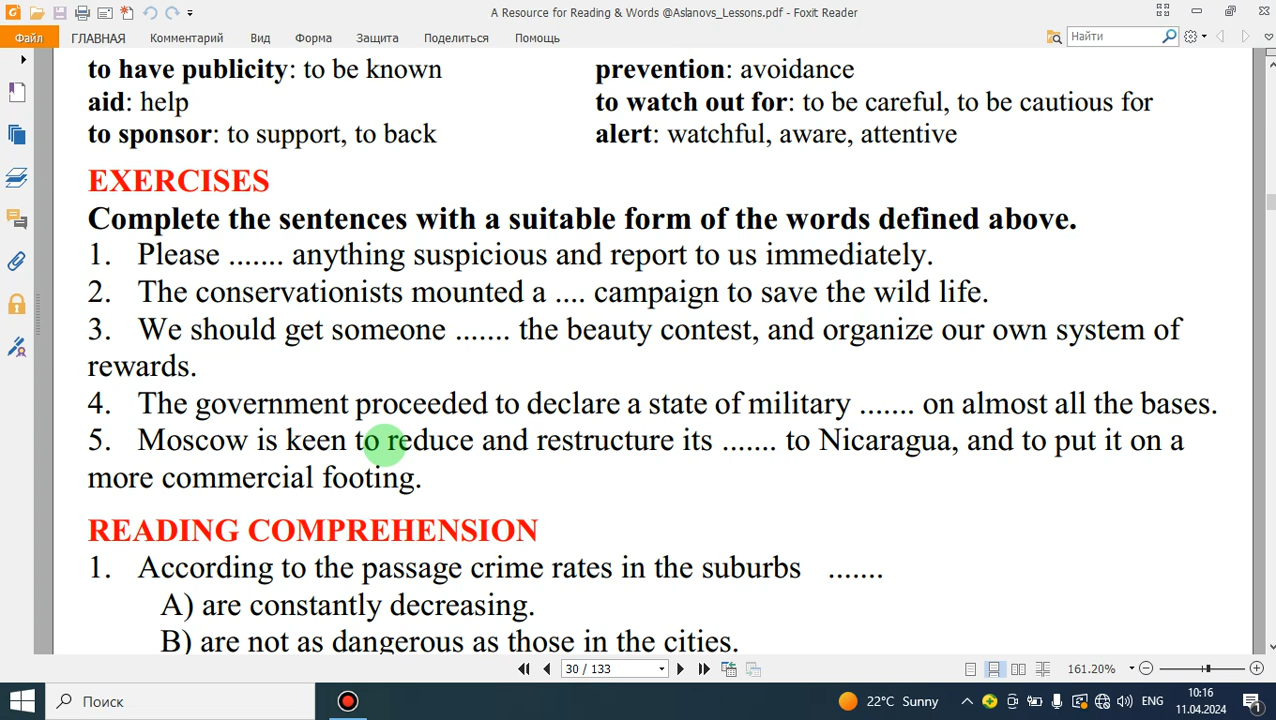 A Resource for Reading & Words @Aslanovs_Lessons.pdf - Foxit Reader
Файл ГЛАВНАЯ Комментарий Вид Форма Защита Поделиться Помощь Найти
to have publicity: to be known
prevention: avoidance
aid: help
to watch out for: to be careful, to be cautious for
to sponsor: to support, to back
alert: watchful, aware, attentive
EXERCISES
Complete the sentences with a suitable form of the words defined above.
1. Please ....... anything suspicious and report to us immediately.
2. The conservationists mounted a .... campaign to save the wild life.
3. We should get someone ....... the beauty contest, and organize our own system of
rewards.
4. The government proceeded to declare a state of military ....... on almost all the bases.
5. Moscow is keen to reduce and restructure its ....... to Nicaragua, and to put it on a
more commercial footing.
READING COMPREHENSION
1. According to the passage crime rates in the suburbs .......
A) are constantly decreasing.
B) are not as dangerous as those in the cities.
30 / 133
161.20%
Поиск
22°C Sunny
ENG
10:16
11.04.2024
1